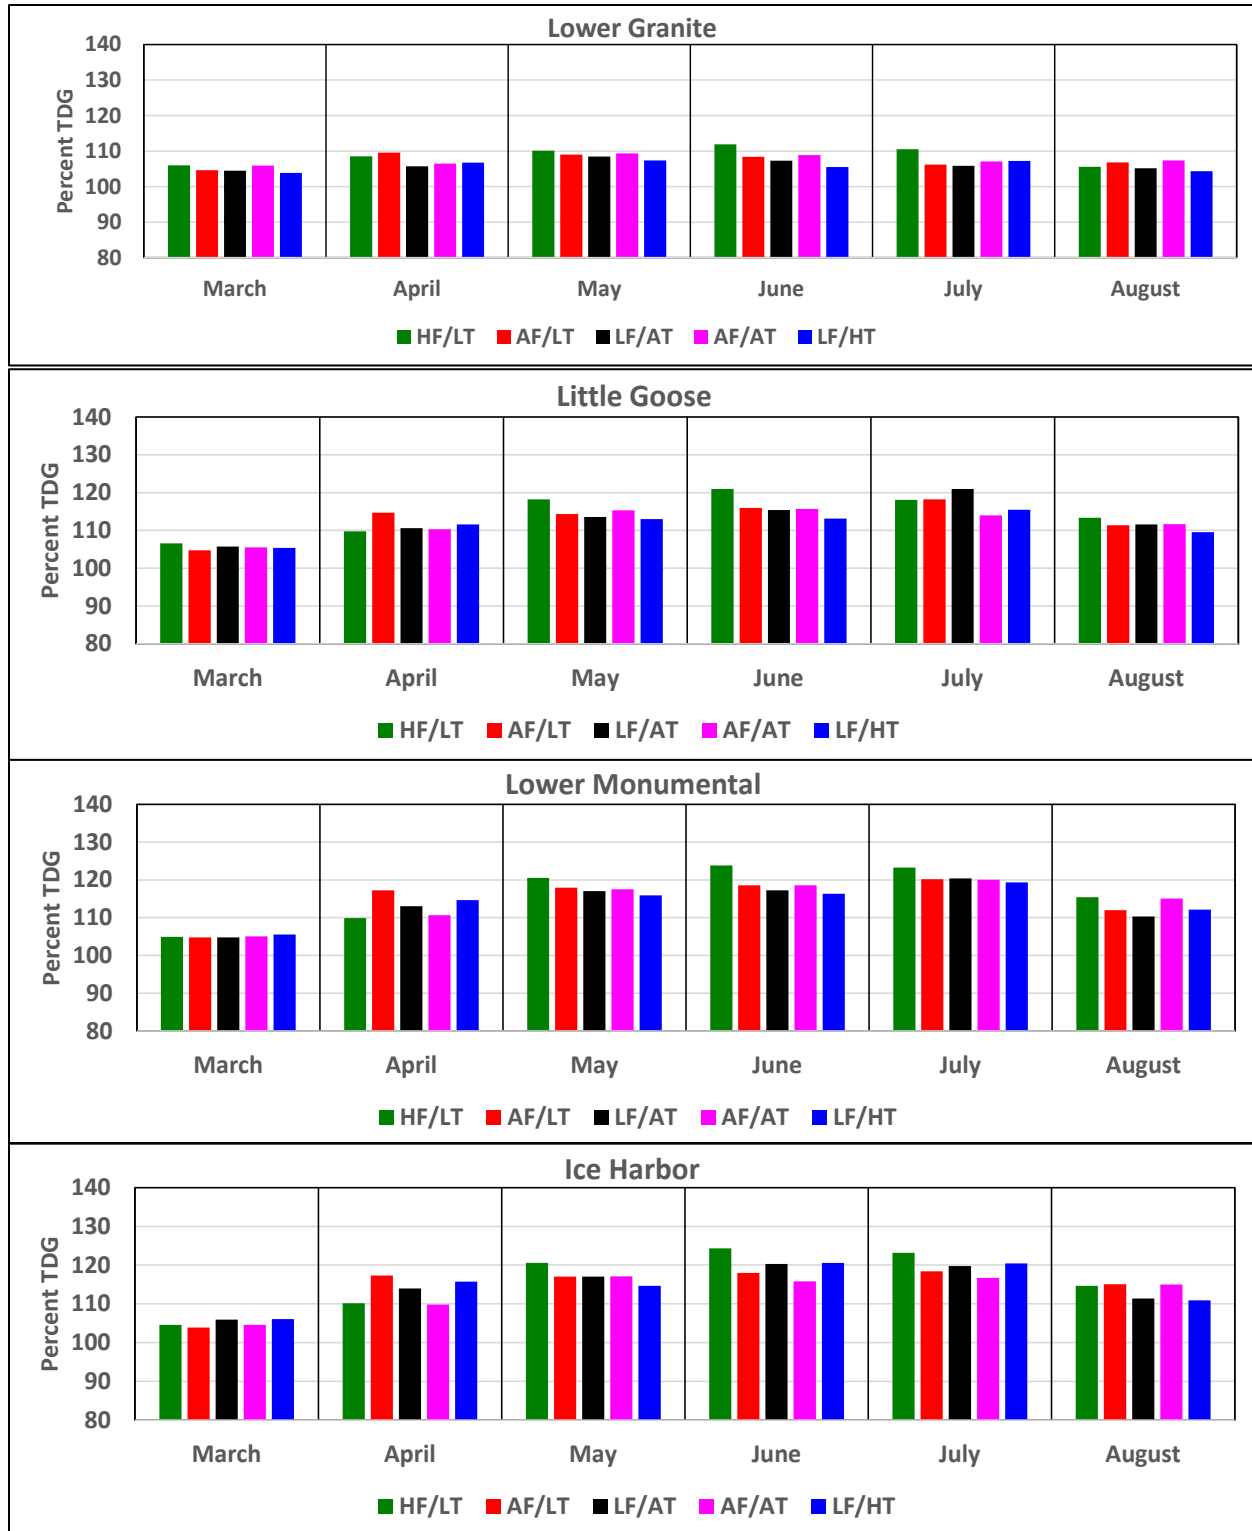 Lower Granite
Percent TDG
140
130
120
110
100
90
80
March April May June July August
HF/LT AF/LT LF/AT AF/AT LF/HT
Little Goose
Percent TDG
140
130
120
110
100
90
80
March April May June July August
HF/LT AF/LT LF/AT AF/AT LF/HT
Lower Monumental
Percent TDG
140
130
120
110
100
90
80
March April May June July August
HF/LT AF/LT LF/AT AF/AT LF/HT
Ice Harbor
Percent TDG
140
130
120
110
100
90
80
March April May June July August
HF/LT AF/LT LF/AT AF/AT LF/HT